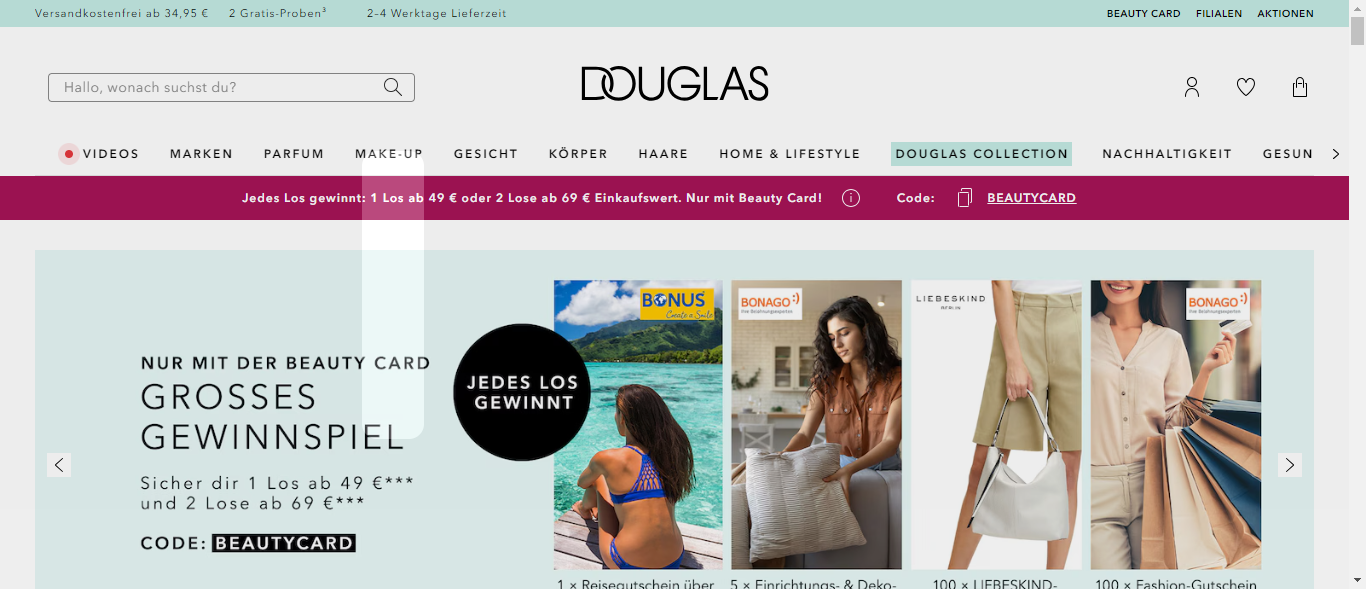 Versandkostenfrei ab 34,95 € 2 Gratis-Proben³ 2–4 Werktage Lieferzeit BEAUTY CARD FILIALEN AKTIONEN
Hallo, wonach suchst du? DOUGLAS
VIDEOS MARKEN PARFUM MAKE-UP GESICHT KÖRPER HAARE HOME & LIFESTYLE DOUGLAS COLLECTION NACHHALTIGKEIT GESUN
Jedes Los gewinnt: 1 Los ab 49 € oder 2 Lose ab 69 € Einkaufswert. Nur mit Beauty Card! Code: BEAUTYCARD
NUR MIT DER BEAUTY CARD
GROSSES
GEWINNSPIEL
Sicher dir 1 Los ab 49 €***
und 2 Lose ab 69 €***
CODE: BEAUTYCARD
JEDES LOS
GEWINNT
BONUS
Create a Smile
BONAGO
Ihre Belohnungsexperten
LIEBESKIND
BERLIN
BONAGO
Ihre Belohnungsexperten
1 × Reisegutschein über 5 × Einrichtungs- & Deko- 100 × LIEBESKIND- 100 × Fashion-Gutschein